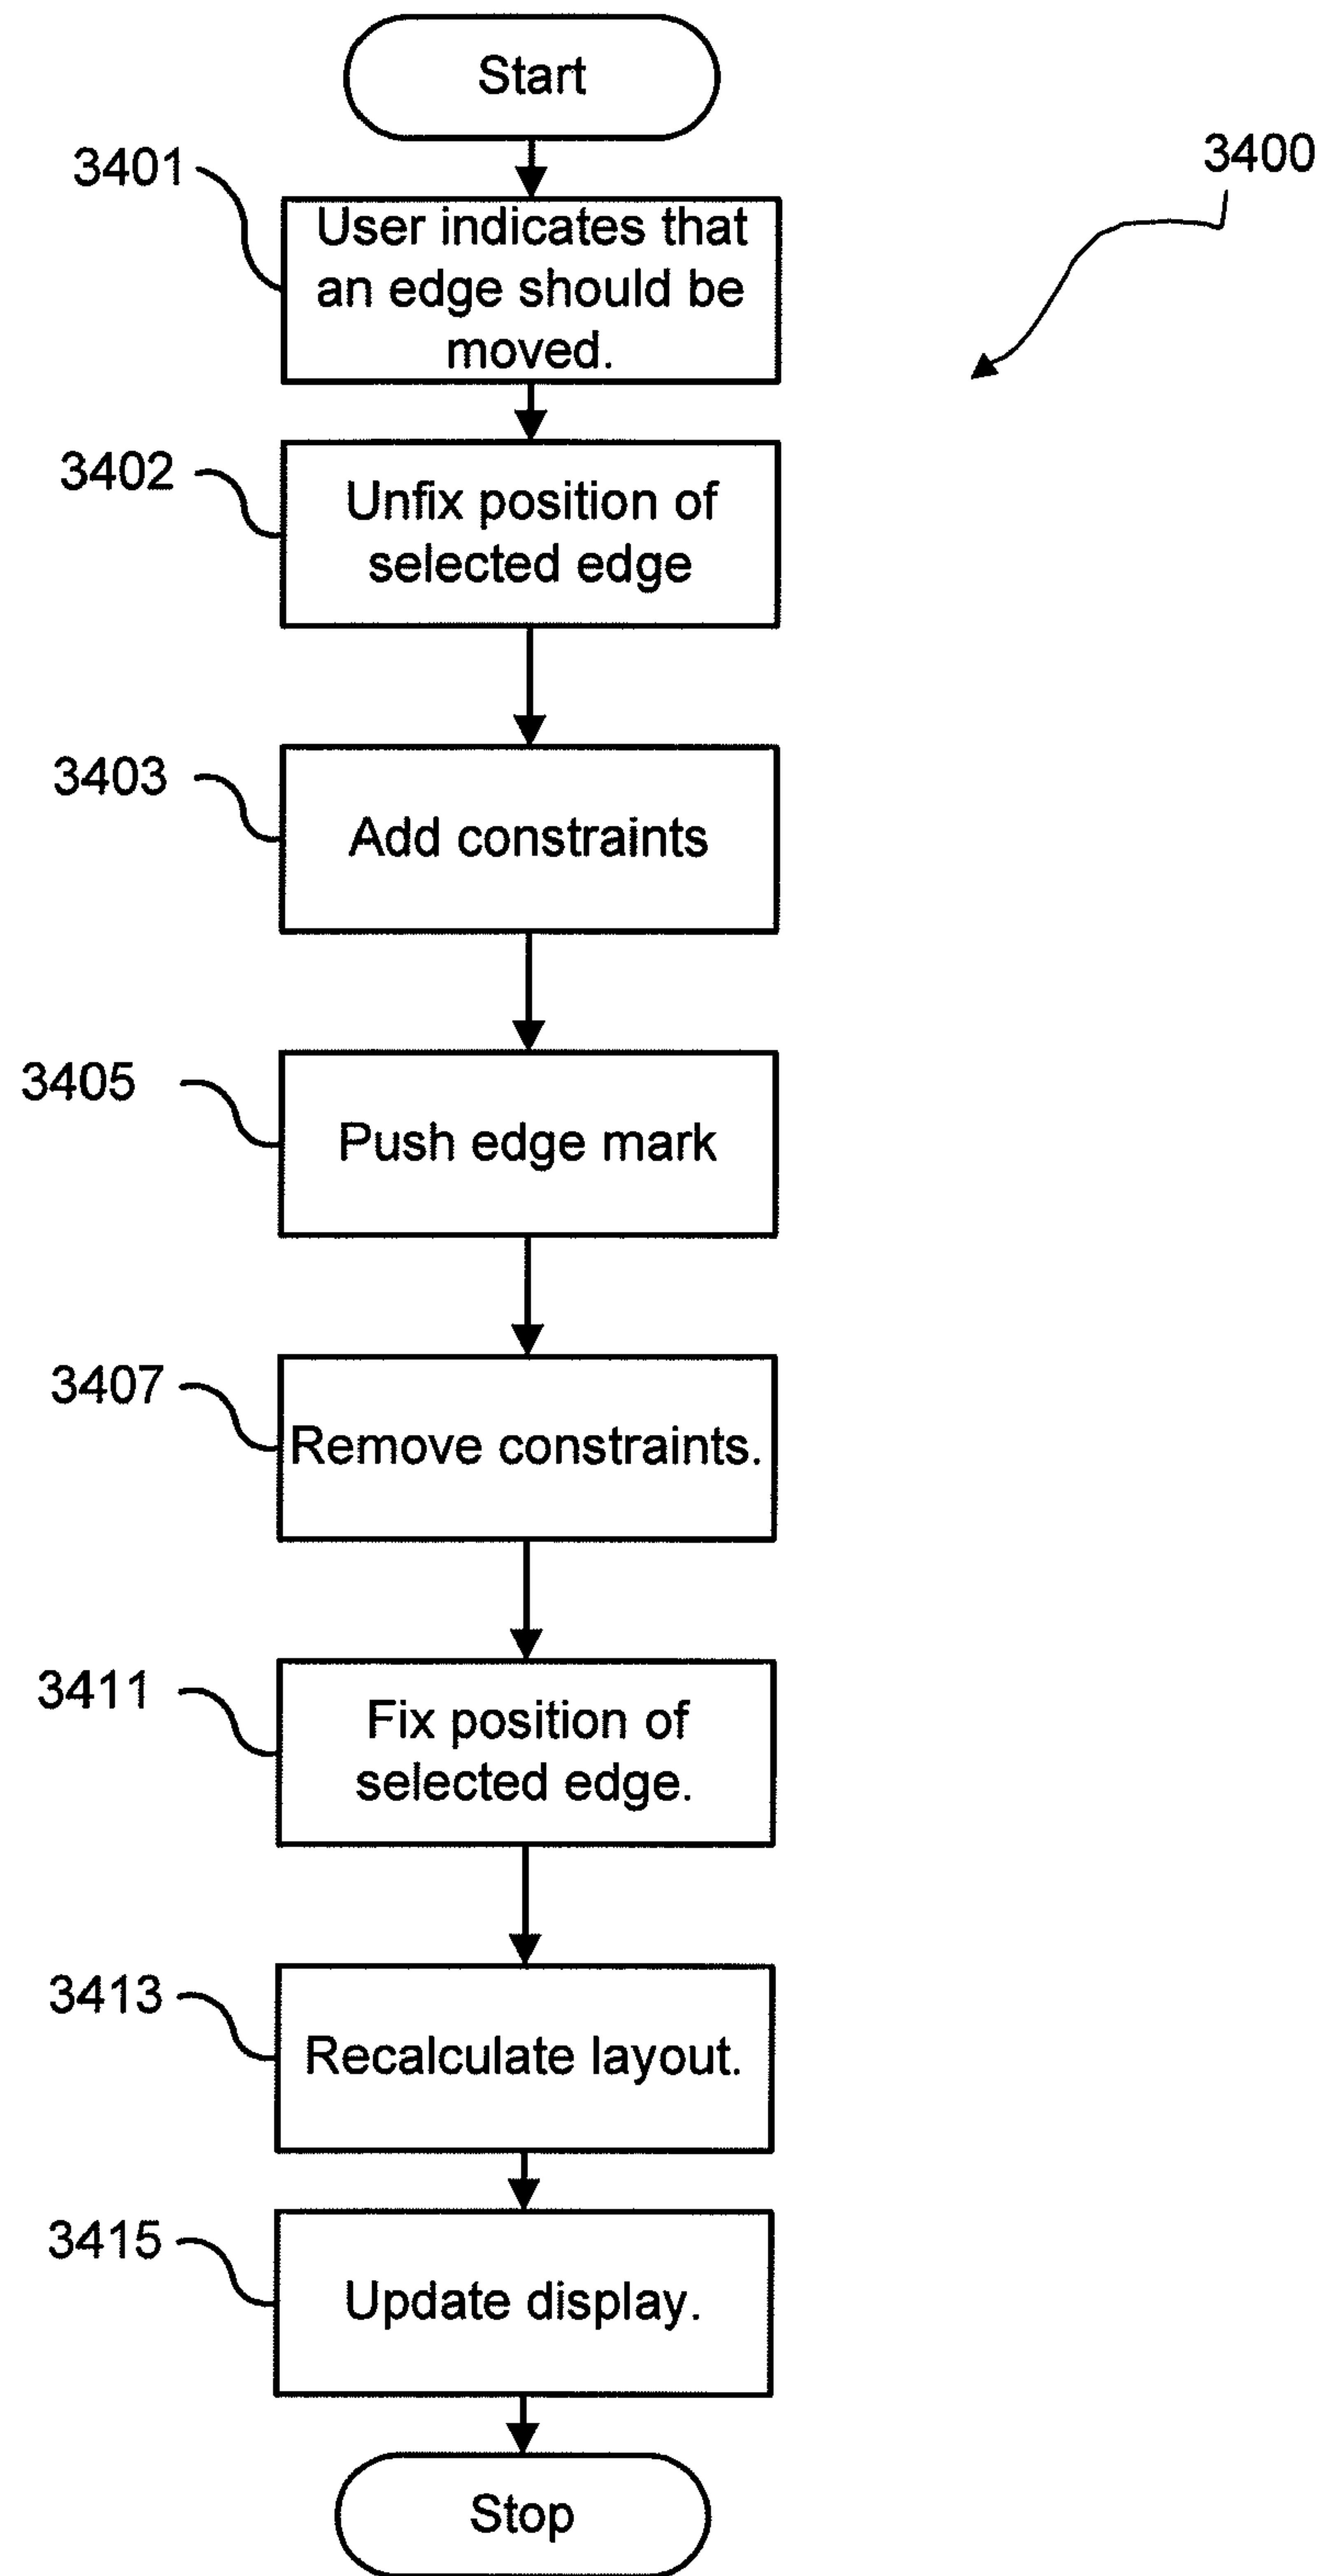 Start
3401
3400
User indicates that
an edge should be
moved.
3402
Unfix position of
selected edge
3403
Add constraints
3405
Push edge mark
3407
Remove constraints.
3411
Fix position of
selected edge.
3413
Recalculate layout.
3415
Update display.
Stop